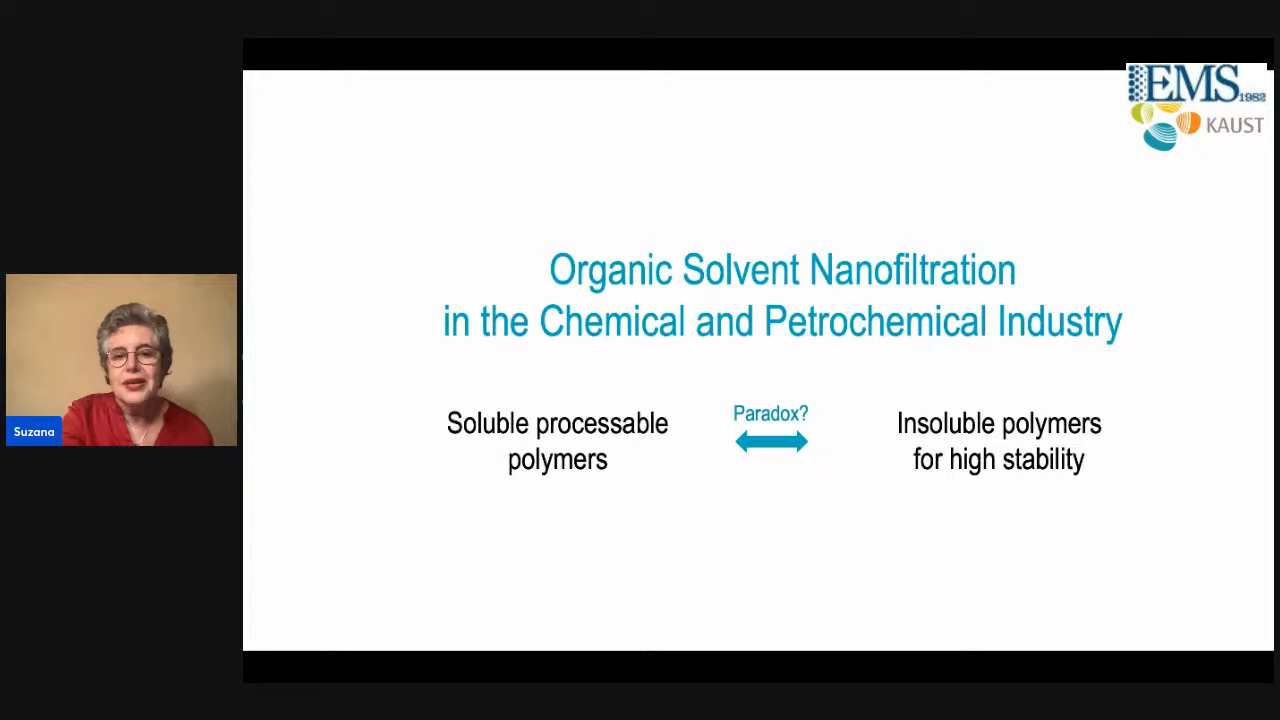 EMS 1982
KAUST
Organic Solvent Nanofiltration
in the Chemical and Petrochemical Industry
Soluble processable
polymers
Paradox?
Insoluble polymers
for high stability
Suzana